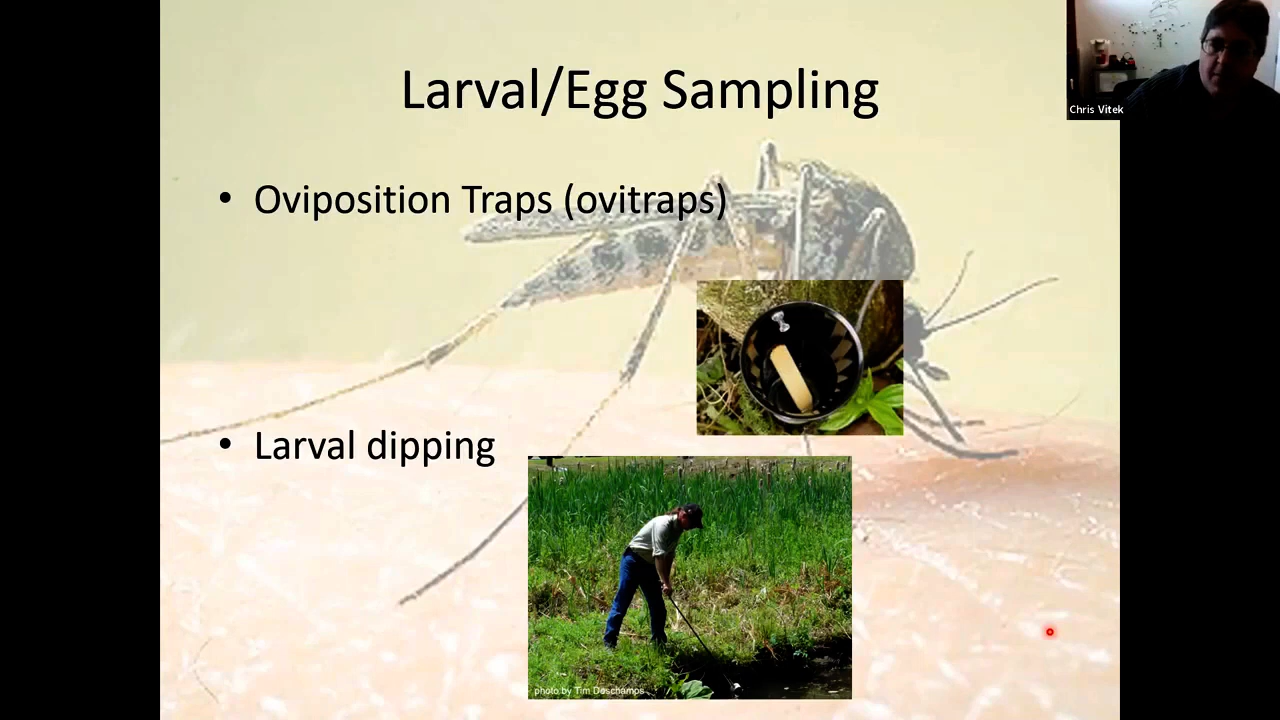 Larval/Egg Sampling
Chris Vitek
• Oviposition Traps (ovitraps)
• Larval dipping
photo by Tim Deschamps